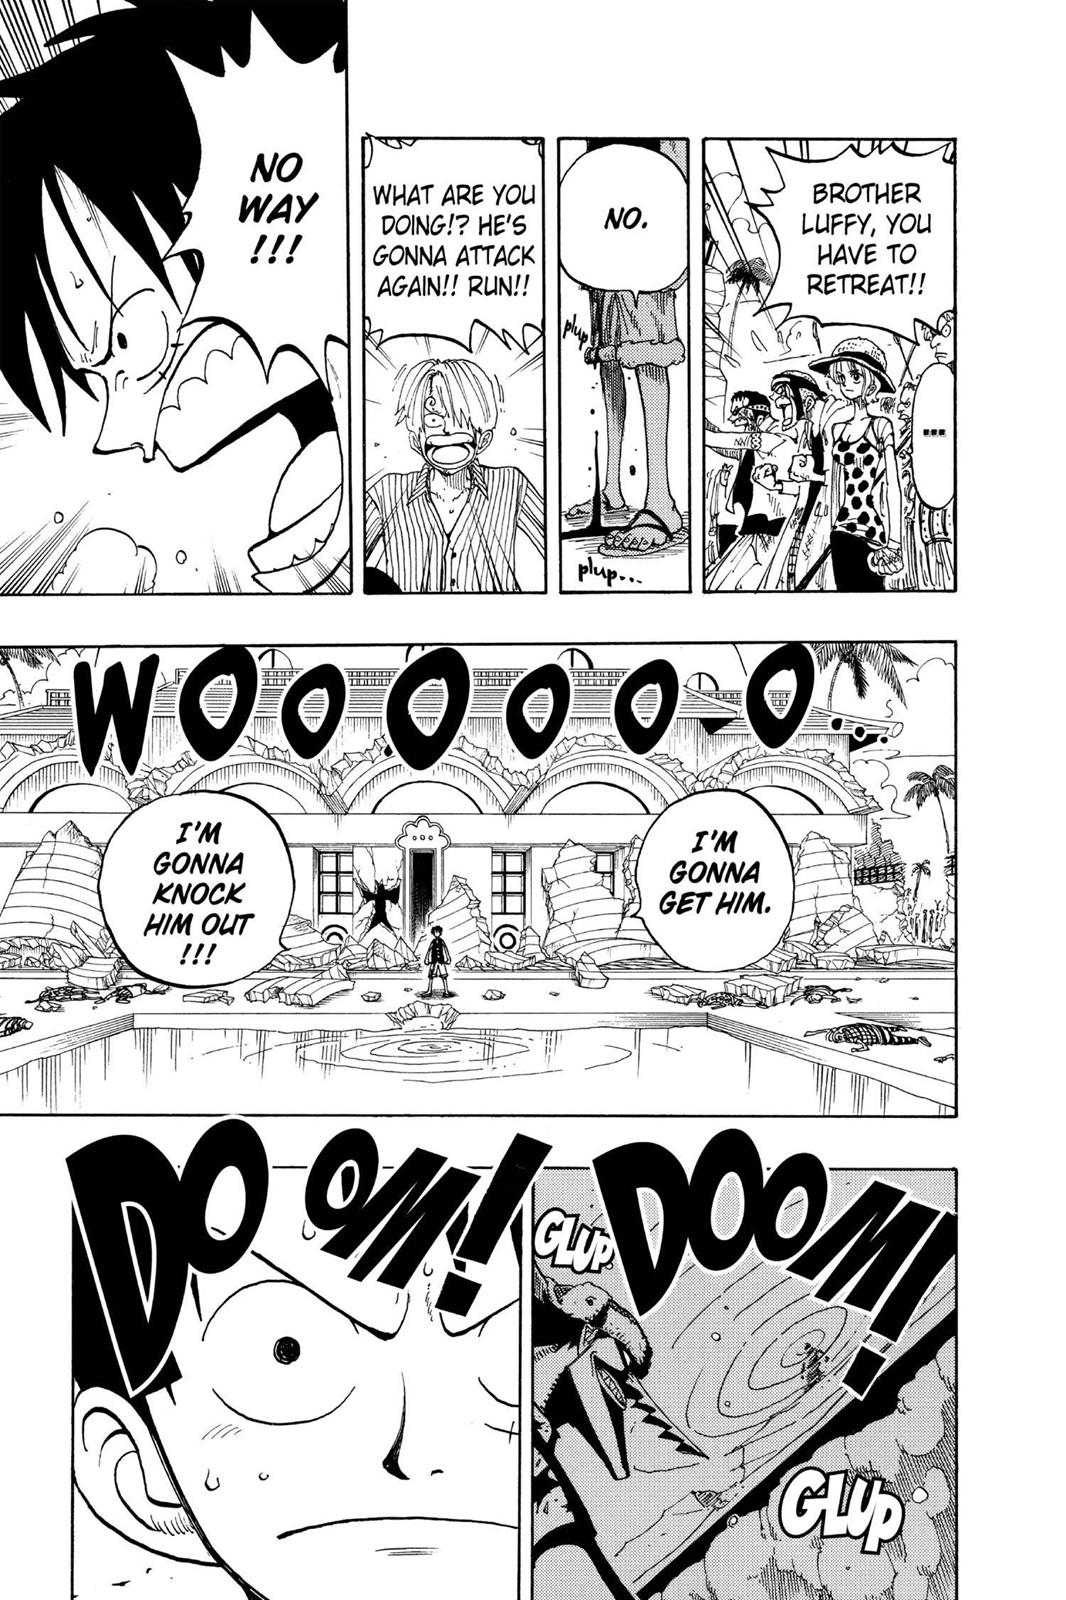 BROTHER
LUFFY, YOU
HAVE TO
RETREAT!!
...
NO.
plup
plup...
WHAT ARE YOU
DOING!? HE'S
GONNA ATTACK
AGAIN!! RUN!!
NO
WAY
!!!
WOOOOOO...
I'M
GONNA
GET HIM.
I'M
GONNA
KNOCK
HIM OUT
!!!
DOOM!
GLUP
GLUP
DOOM!